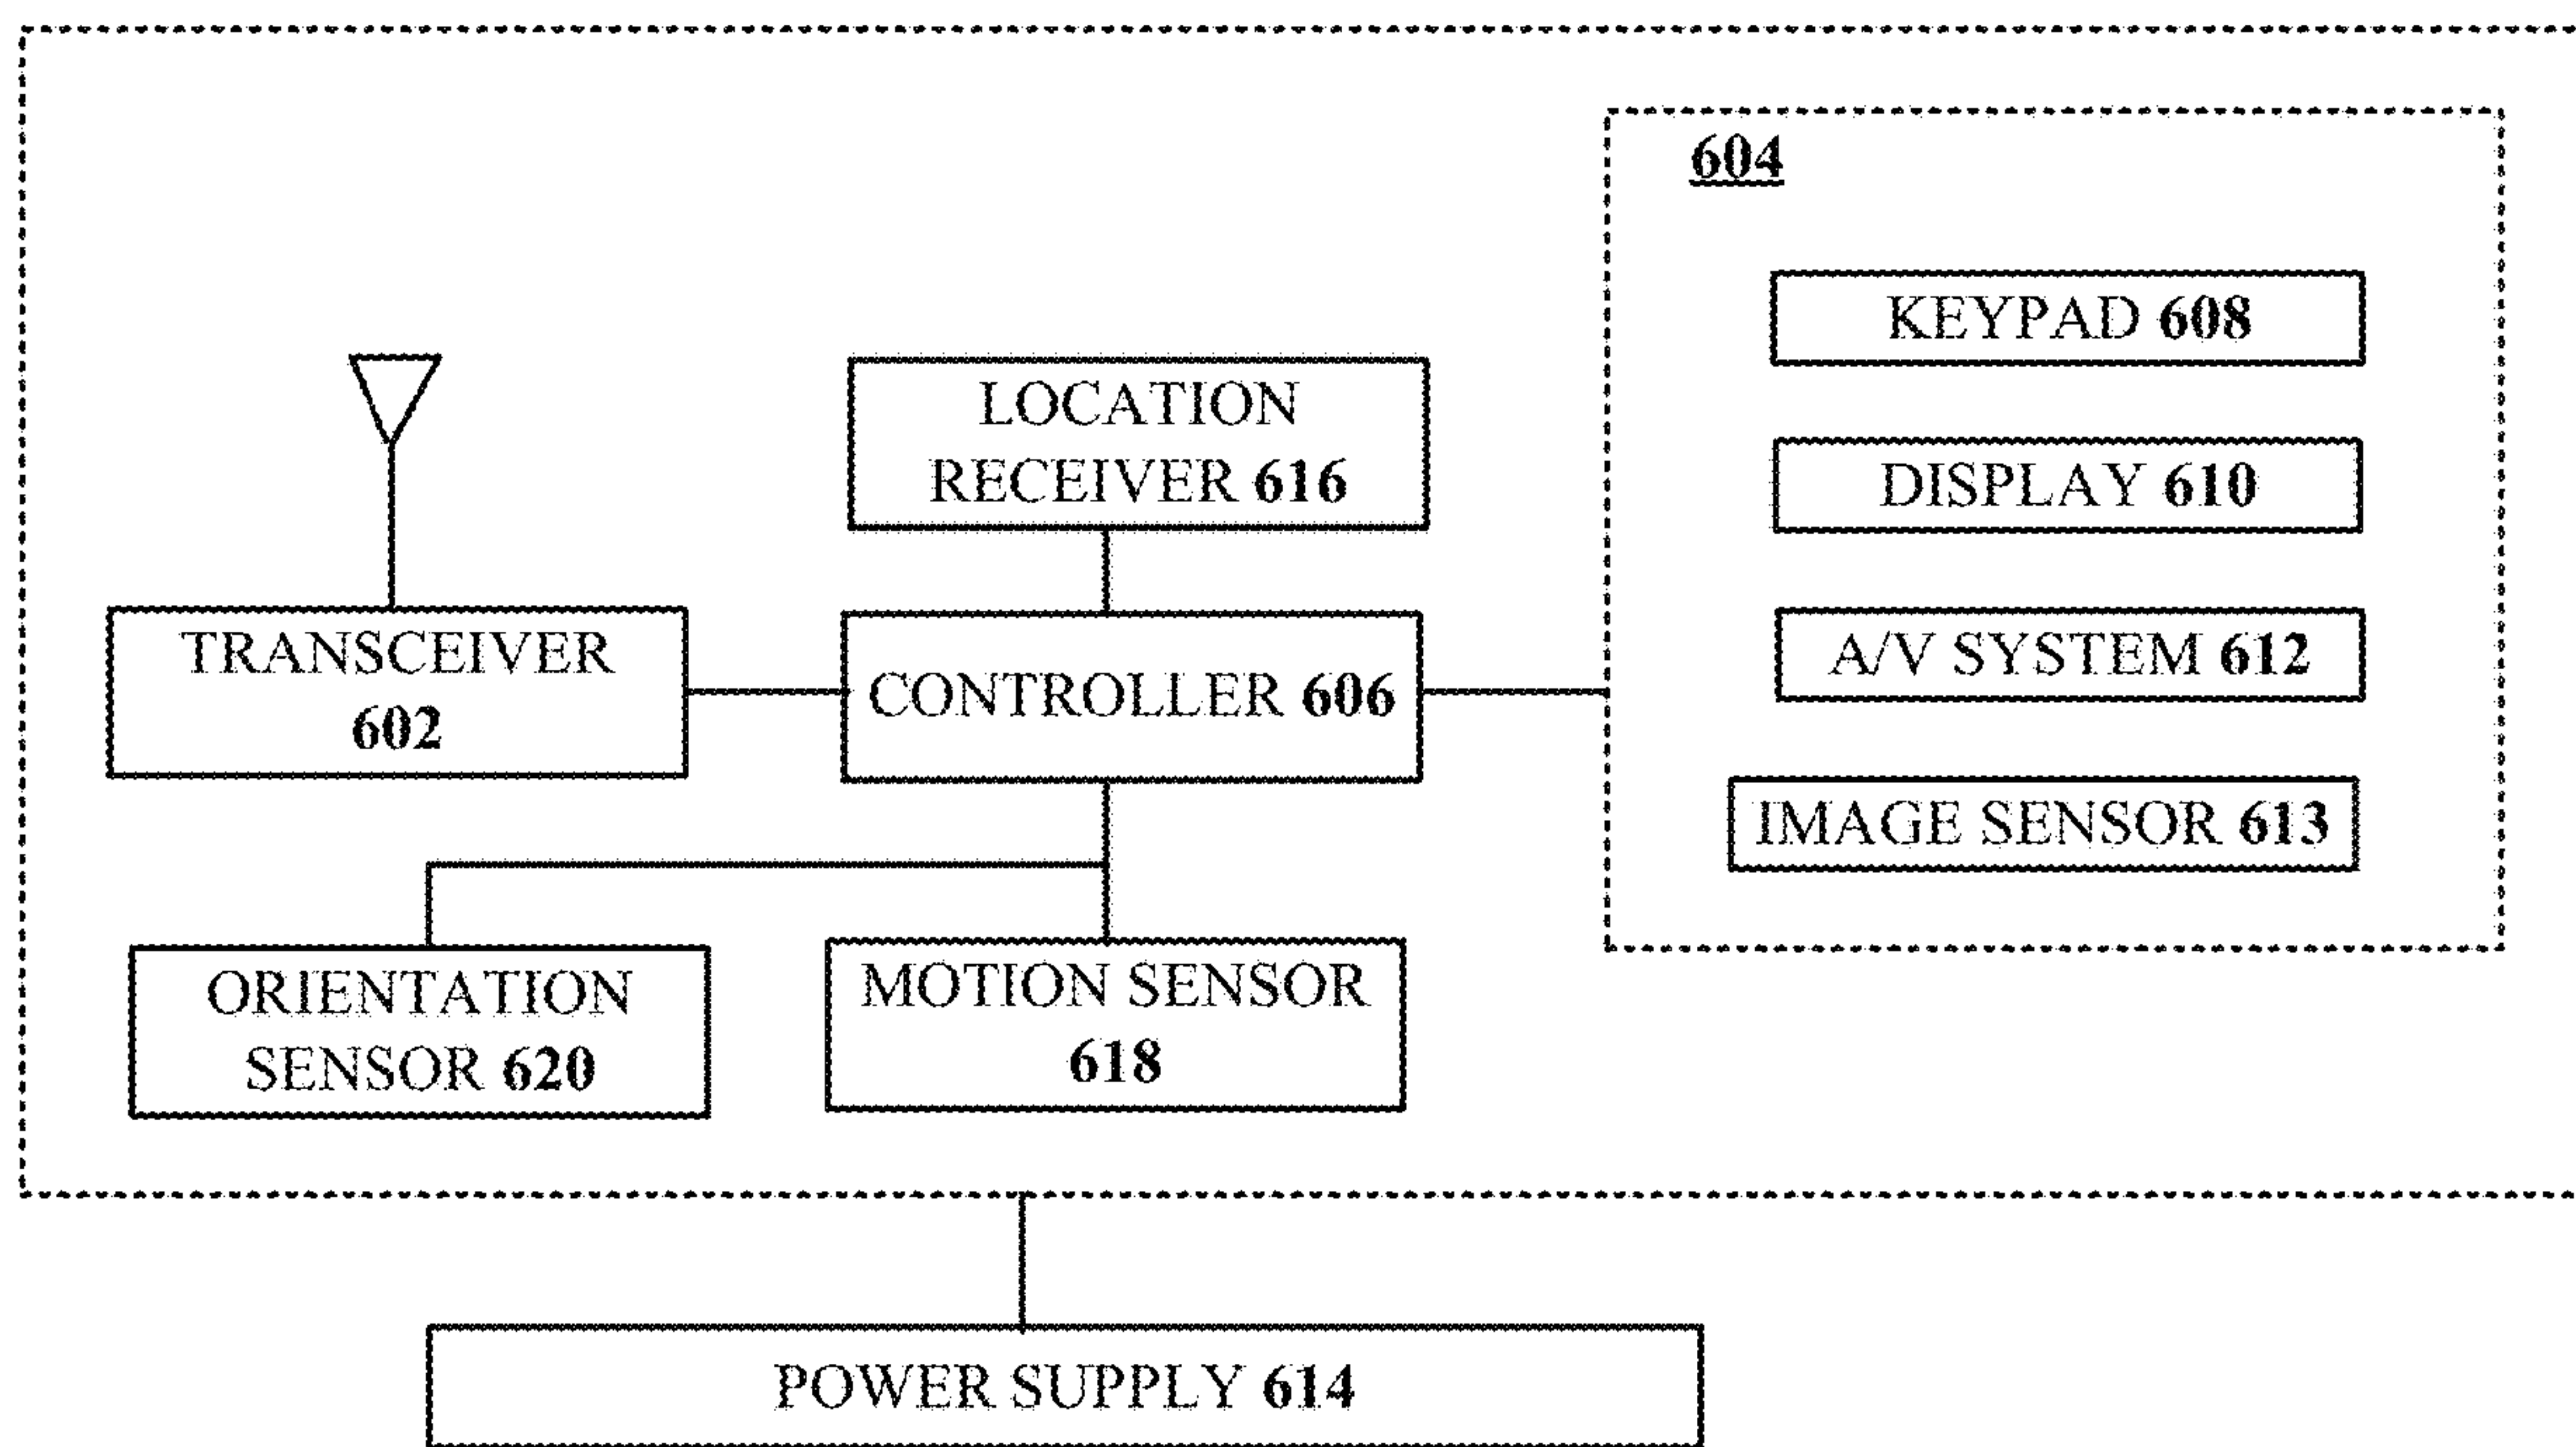 604
KEYPAD 608
LOCATION
RECEIVER 616
DISPLAY 610
TRANSCEIVER
602
CONTROLLER 606
A/V SYSTEM 612
IMAGE SENSOR 613
ORIENTATION
SENSOR 620
MOTION SENSOR
618
POWER SUPPLY 614